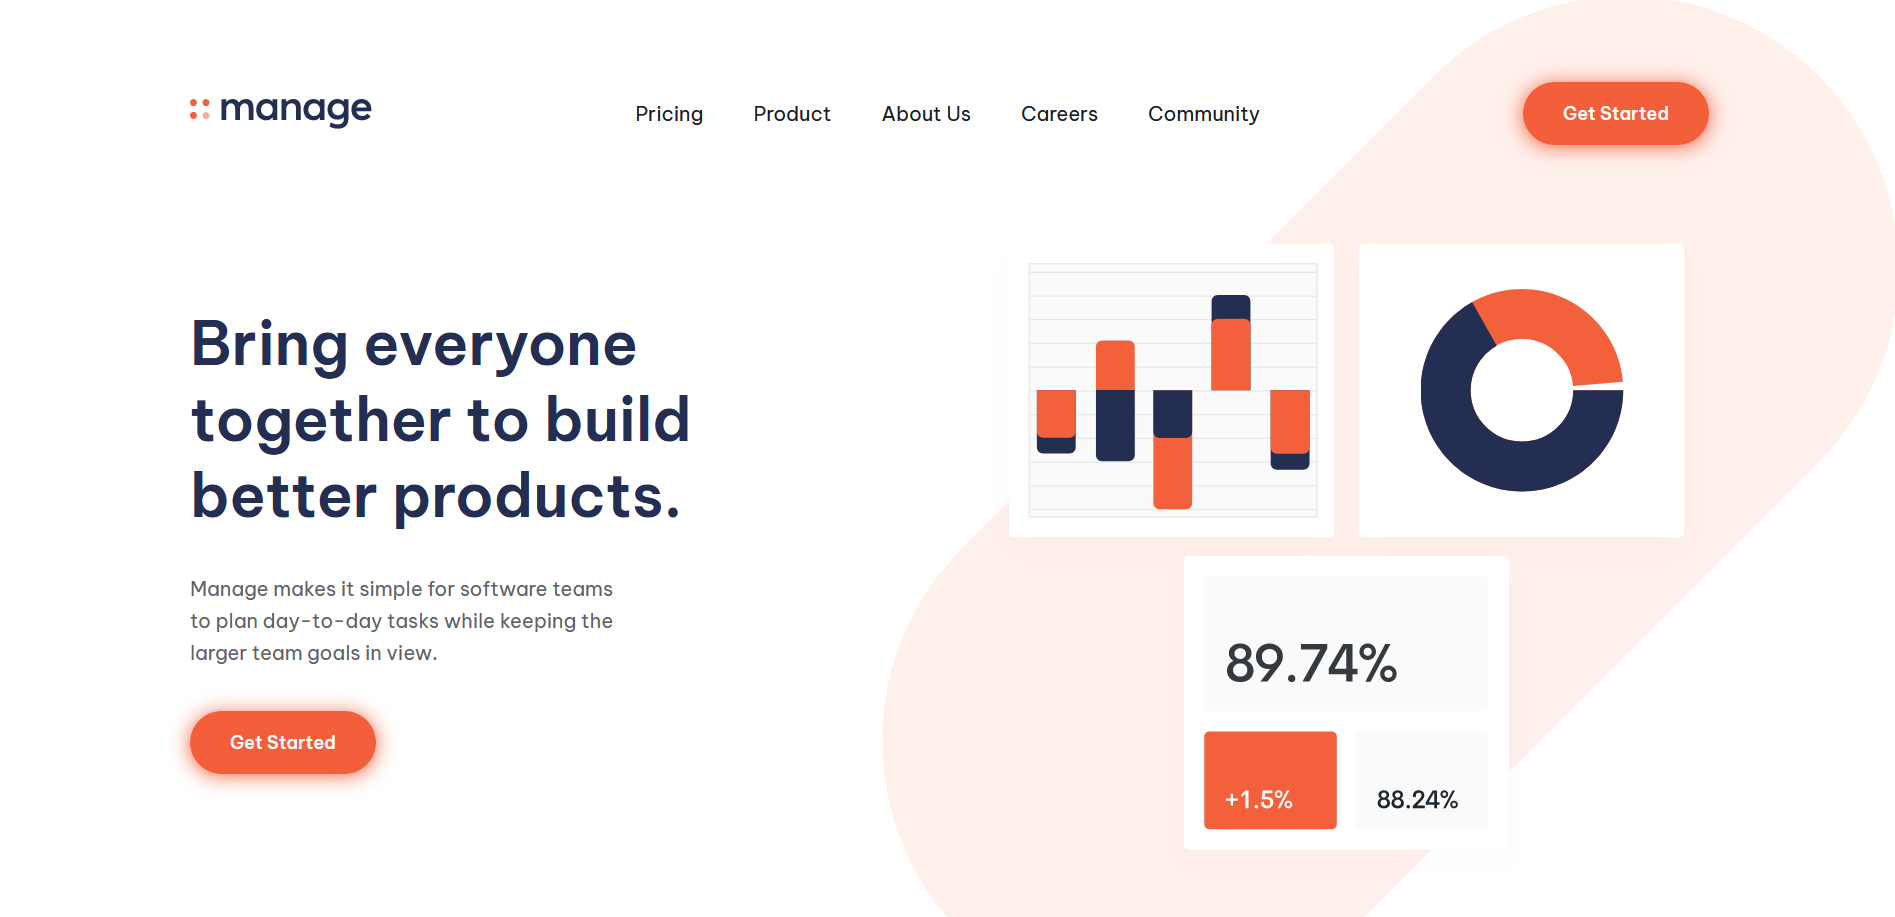 manage
Pricing
Product
About Us
Careers
Community
Get Started
Bring everyone
together to build
better products.
Manage makes it simple for software teams
to plan day-to-day tasks while keeping the
larger team goals in view.
Get Started
89.74%
+1.5%
88.24%